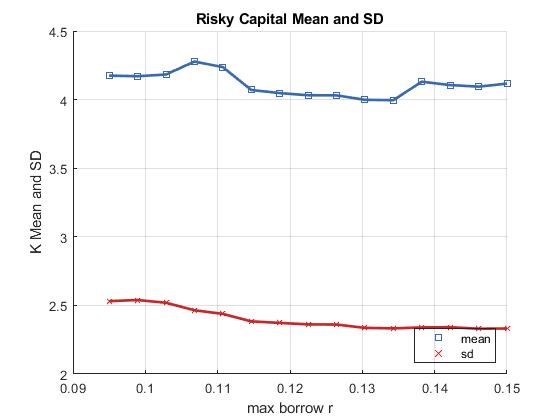 Risky Capital Mean and SD
4.5
4
3.5
3
2.5
2
K Mean and SD
mean
sd
0.09 0.1 0.11 0.12 0.13 0.14 0.15
max borrow r